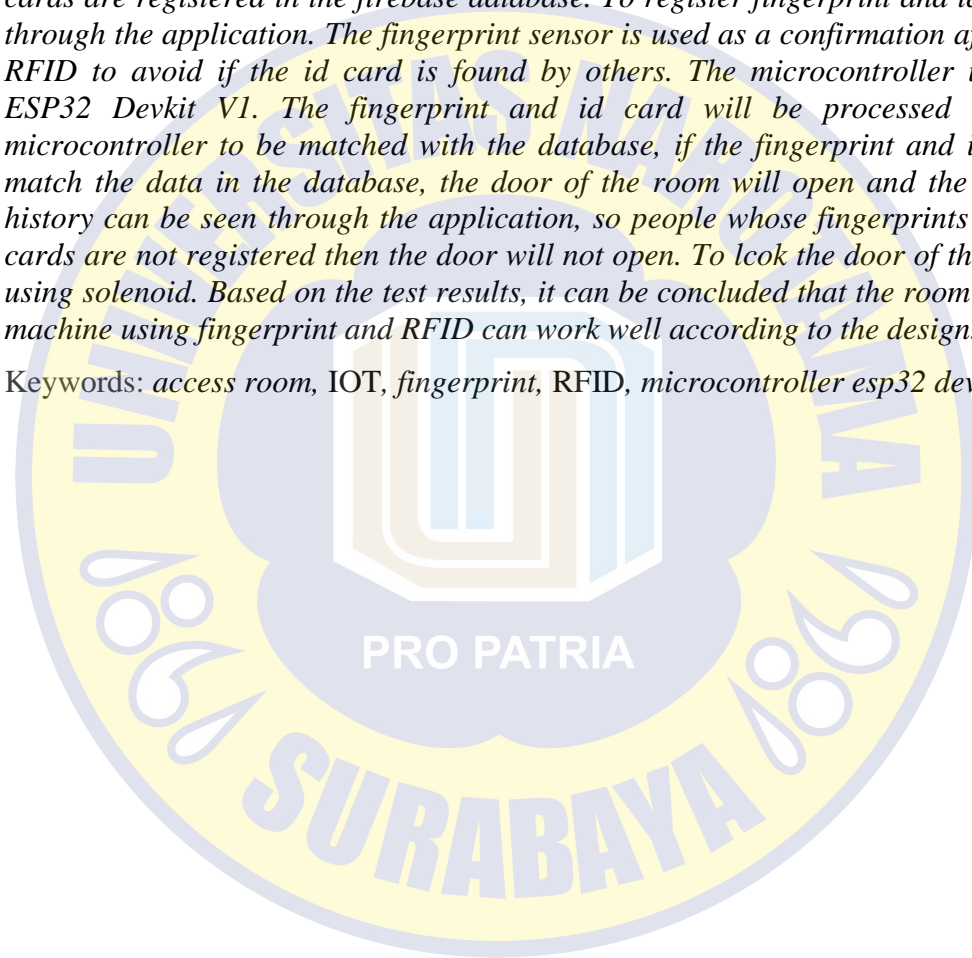 cards are registered in the firebase database. To register fingerprint and
through the application. The fingerprint sensor is used as a confirmation
RFID to avoid if the id card is found by others. The microcontroller
ESP32 Devkit V1. The fingerprint and id card will be processed
microcontroller to be matched with the database, if the fingerprint and
match the data in the database, the door of the room will open and the
history can be seen through the application, so people whose fingerprints
cards are not registered then the door will not open. To lcok the door of
using solenoid. Based on the test results, it can be concluded that the room
machine using fingerprint and RFID can work well according to the design.
Keywords: access room, IOT, fingerprint, RFID, microcontroller esp32
UNIVERSITAS NAROTAMA
PRO PATRIA
SURABAYA